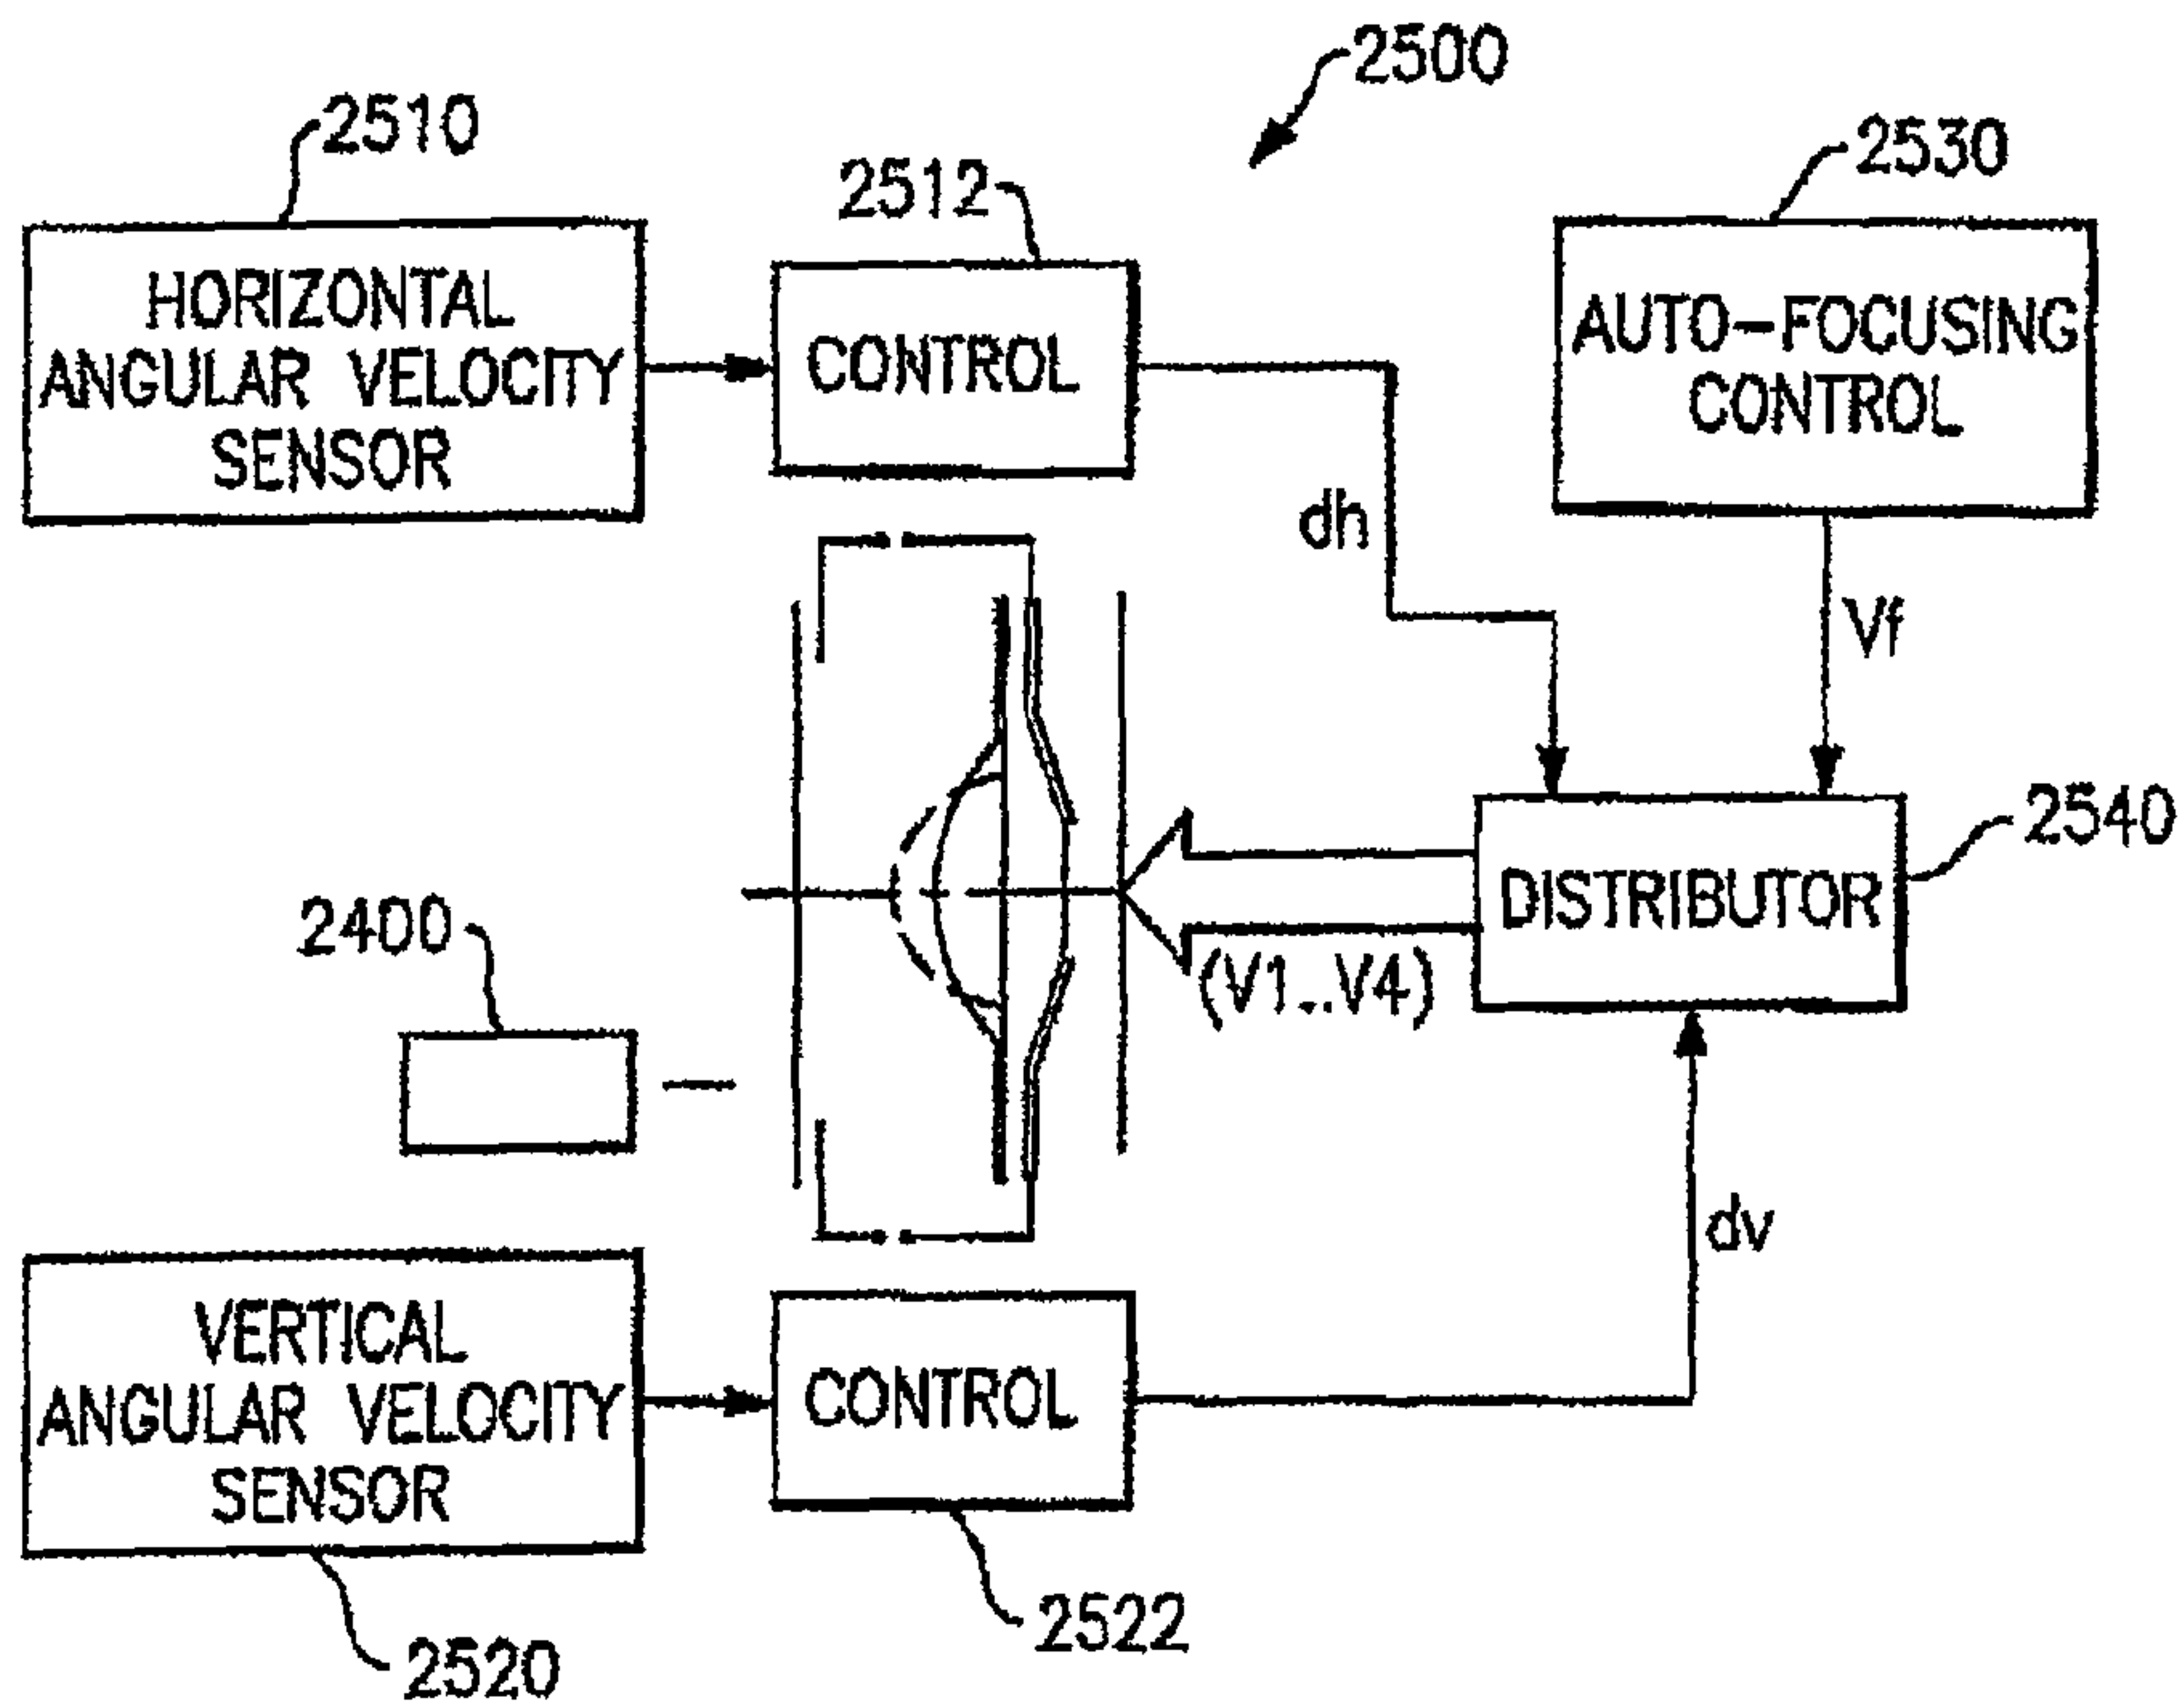 2500
2510
2512
2530
HORIZONTAL
ANGULAR VELOCITY
SENSOR
CONTROL
AUTO-FOCUSING
CONTROL
dh
Vf
2540
DISTRIBUTOR
2400
(V1..V4)
dv
VERTICAL
ANGULAR VELOCITY
SENSOR
CONTROL
2522
2520